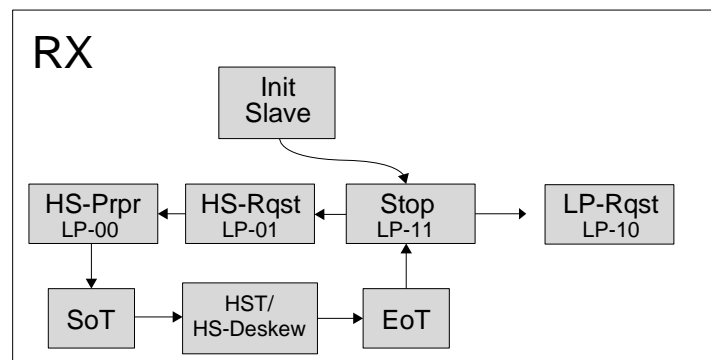 RX
Init
Slave
HS-Prpr
LP-00
HS-Rqst
LP-01
Stop
LP-11
LP-Rqst
LP-10
SoT
HST/
HS-Deskew
EoT